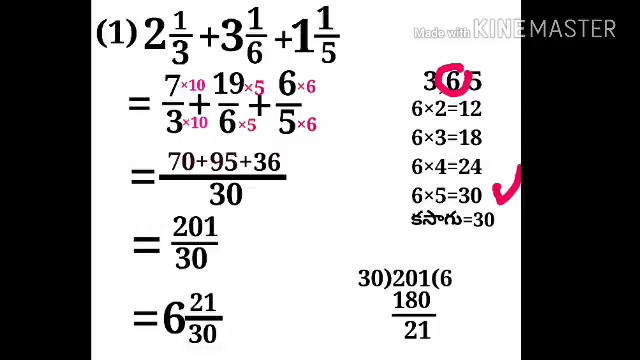 Made with KINEMASTER
(1) 2 1/3 + 3 1/6 + 1 1/5
= 7×10/3×10 + 19×5/6×5 + 6×6/5×6
= 70+95+36/30
= 201/30
= 6 21/30
3,6,5
6×2=12
6×3=18
6×4=24
6×5=30
కసాగు=30
30)201(6
180
21